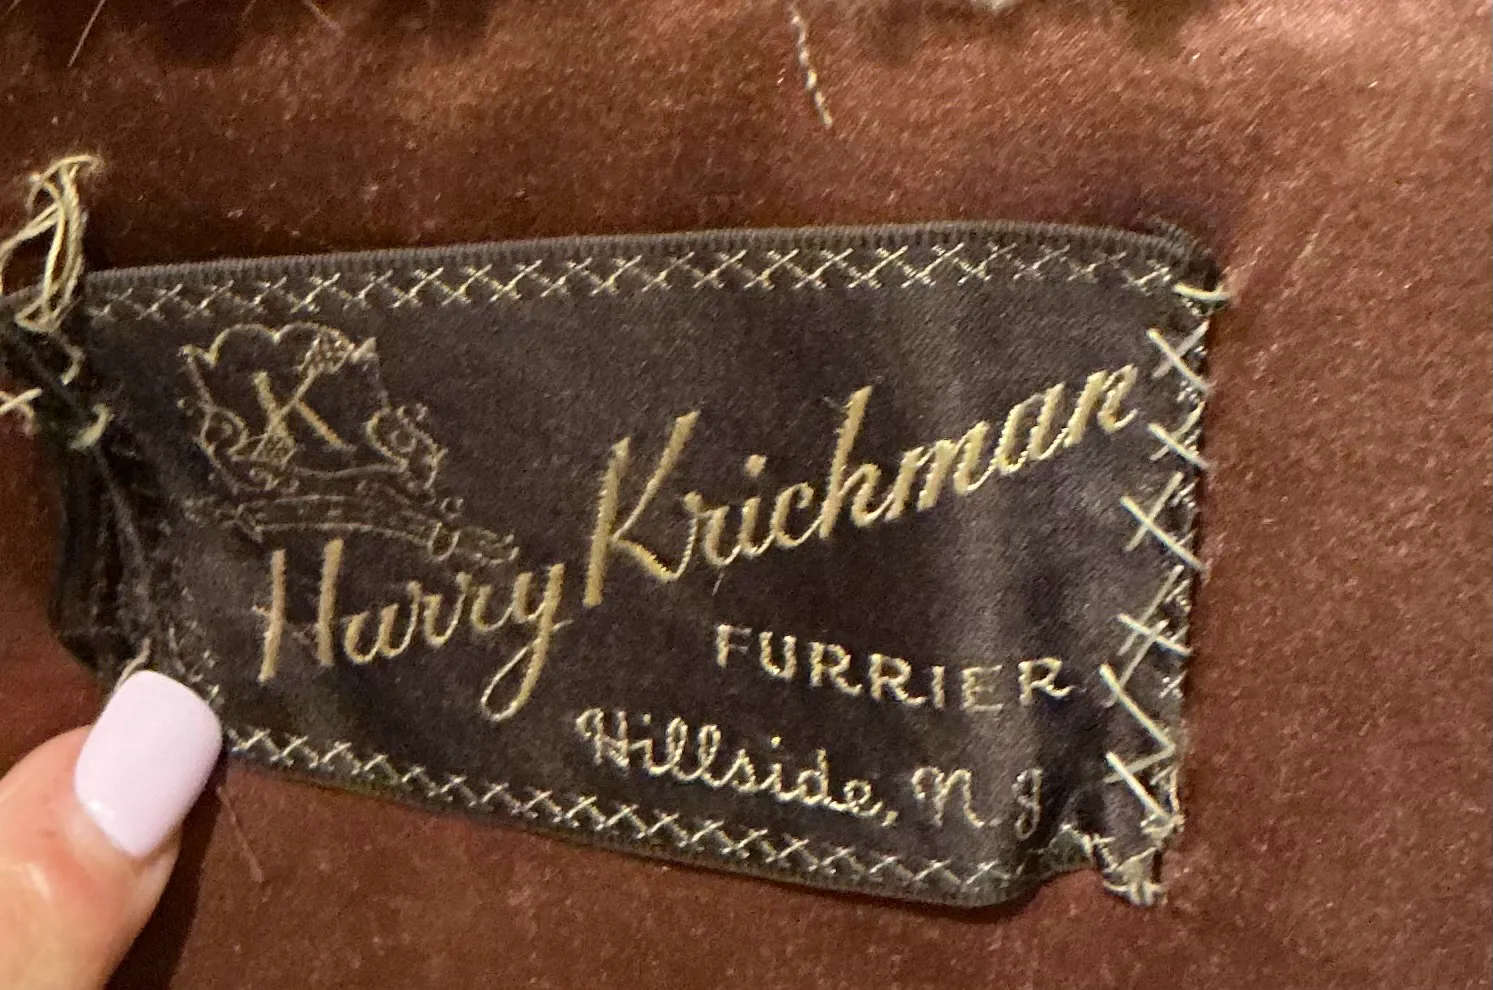 K
Harry Krichman
FURRIER
Hillside, N.J